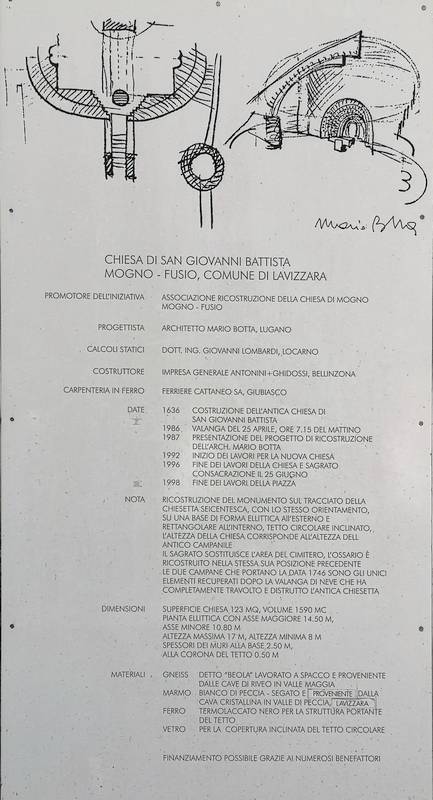 3
Mario Botta
CHIESA DI SAN GIOVANNI BATTISTA
MOGNO - FUSIO, COMUNE DI LAVIZZARA
PROMOTORE DELL'INIZIATIVA ASSOCIAZIONE RICOSTRUZIONE DELLA CHIESA DI MOGNO
MOGNO - FUSIO
PROGETTISTA ARCHITETTO MARIO BOTTA, LUGANO
CALCOLI STATICI DOTT. ING. GIOVANNI LOMBARDI, LOCARNO
COSTRUTTORE IMPRESA GENERALE ANTONINI+GHIDOSSI, BELLINZONA
CARPENTERIA IN FERRO FERRIERE CATTANEO SA, GIUBIASCO
DATE 1636 COSTRUZIONE DELL'ANTICA CHIESA DI
SAN GIOVANNI BATTISTA
1986 VALANGA DEL 25 APRILE, ORE 7.15 DEL MATTINO
1987 PRESENTAZIONE DEL PROGETTO DI RICOSTRUZIONE
DELL'ARCH. MARIO BOTTA
1992 INIZIO DEI LAVORI PER LA NUOVA CHIESA
1996 FINE DEI LAVORI DELLA CHIESA E SAGRATO
CONSACRAZIONE IL 25 GIUGNO
1998 FINE DEI LAVORI DELLA PIAZZA
NOTA RICOSTRUZIONE DEL MONUMENTO SUL TRACCIATO DELLA
CHIESETTA SEICENTESCA, CON LO STESSO ORIENTAMENTO,
SU UNA BASE DI FORMA ELLITTICA All'ESTERNO E
RETTANGOLARE ALL'INTERNO, TETTO CIRCOLARE INCLINATO,
L'ALTEZZA DELLA CHIESA CORRISPONDE ALL'ALTEZZA DELL
ANTICO CAMPANILE
IL SAGRATO SOSTITUISCE L'AREA DEL CIMITERO, L'OSSARIO È
RICOSTRUITO NELLA STESSA SUA POSIZIONE PRECEDENTE
LE DUE CAMPANE CHE PORTANO LA DATA 1746 SONO GLI UNICI
ELEMENTI RECUPERATI DOPO LA VALANGA DI NEVE CHE HA
COMPLETAMENTE TRAVOLTO E DISTRUTTO L'ANTICA CHIESETTA
DIMENSIONI SUPERFICIE CHIESA 123 MQ, VOLUME 1590 MC
PIANTA ELLITTICA CON ASSE MAGGIORE 14.50 M,
ASSE MINORE 10.80 M
ALTEZZA MASSIMA 17 M, ALTEZZA MINIMA 8 M
SPESSORI DEI MURI ALLA BASE 2.50 M,
ALLA CORONA DEL TETTO 0.50 M
MATERIALI GNEISS DETTO "BEOLA" LAVORATO A SPACCO E PROVENIENTE
DALLE CAVE DI RIVEO IN VALLE MAGGIA
MARMO BIANCO DI PECCIA - SEGATO E PROVENIENTE DALLA
CAVA CRISTALLINA IN VALLE DI PECCIA, LAVIZZARA
FERRO TERMOLACCATO NERO PER LA STRUTTURA PORTANTE
DEL TETTO
VETRO PER LA COPERTURA INCLINATA DEL TETTO CIRCOLARE
FINANZIAMENTO POSSIBILE GRAZIE AI NUMEROSI BENEFATTORI